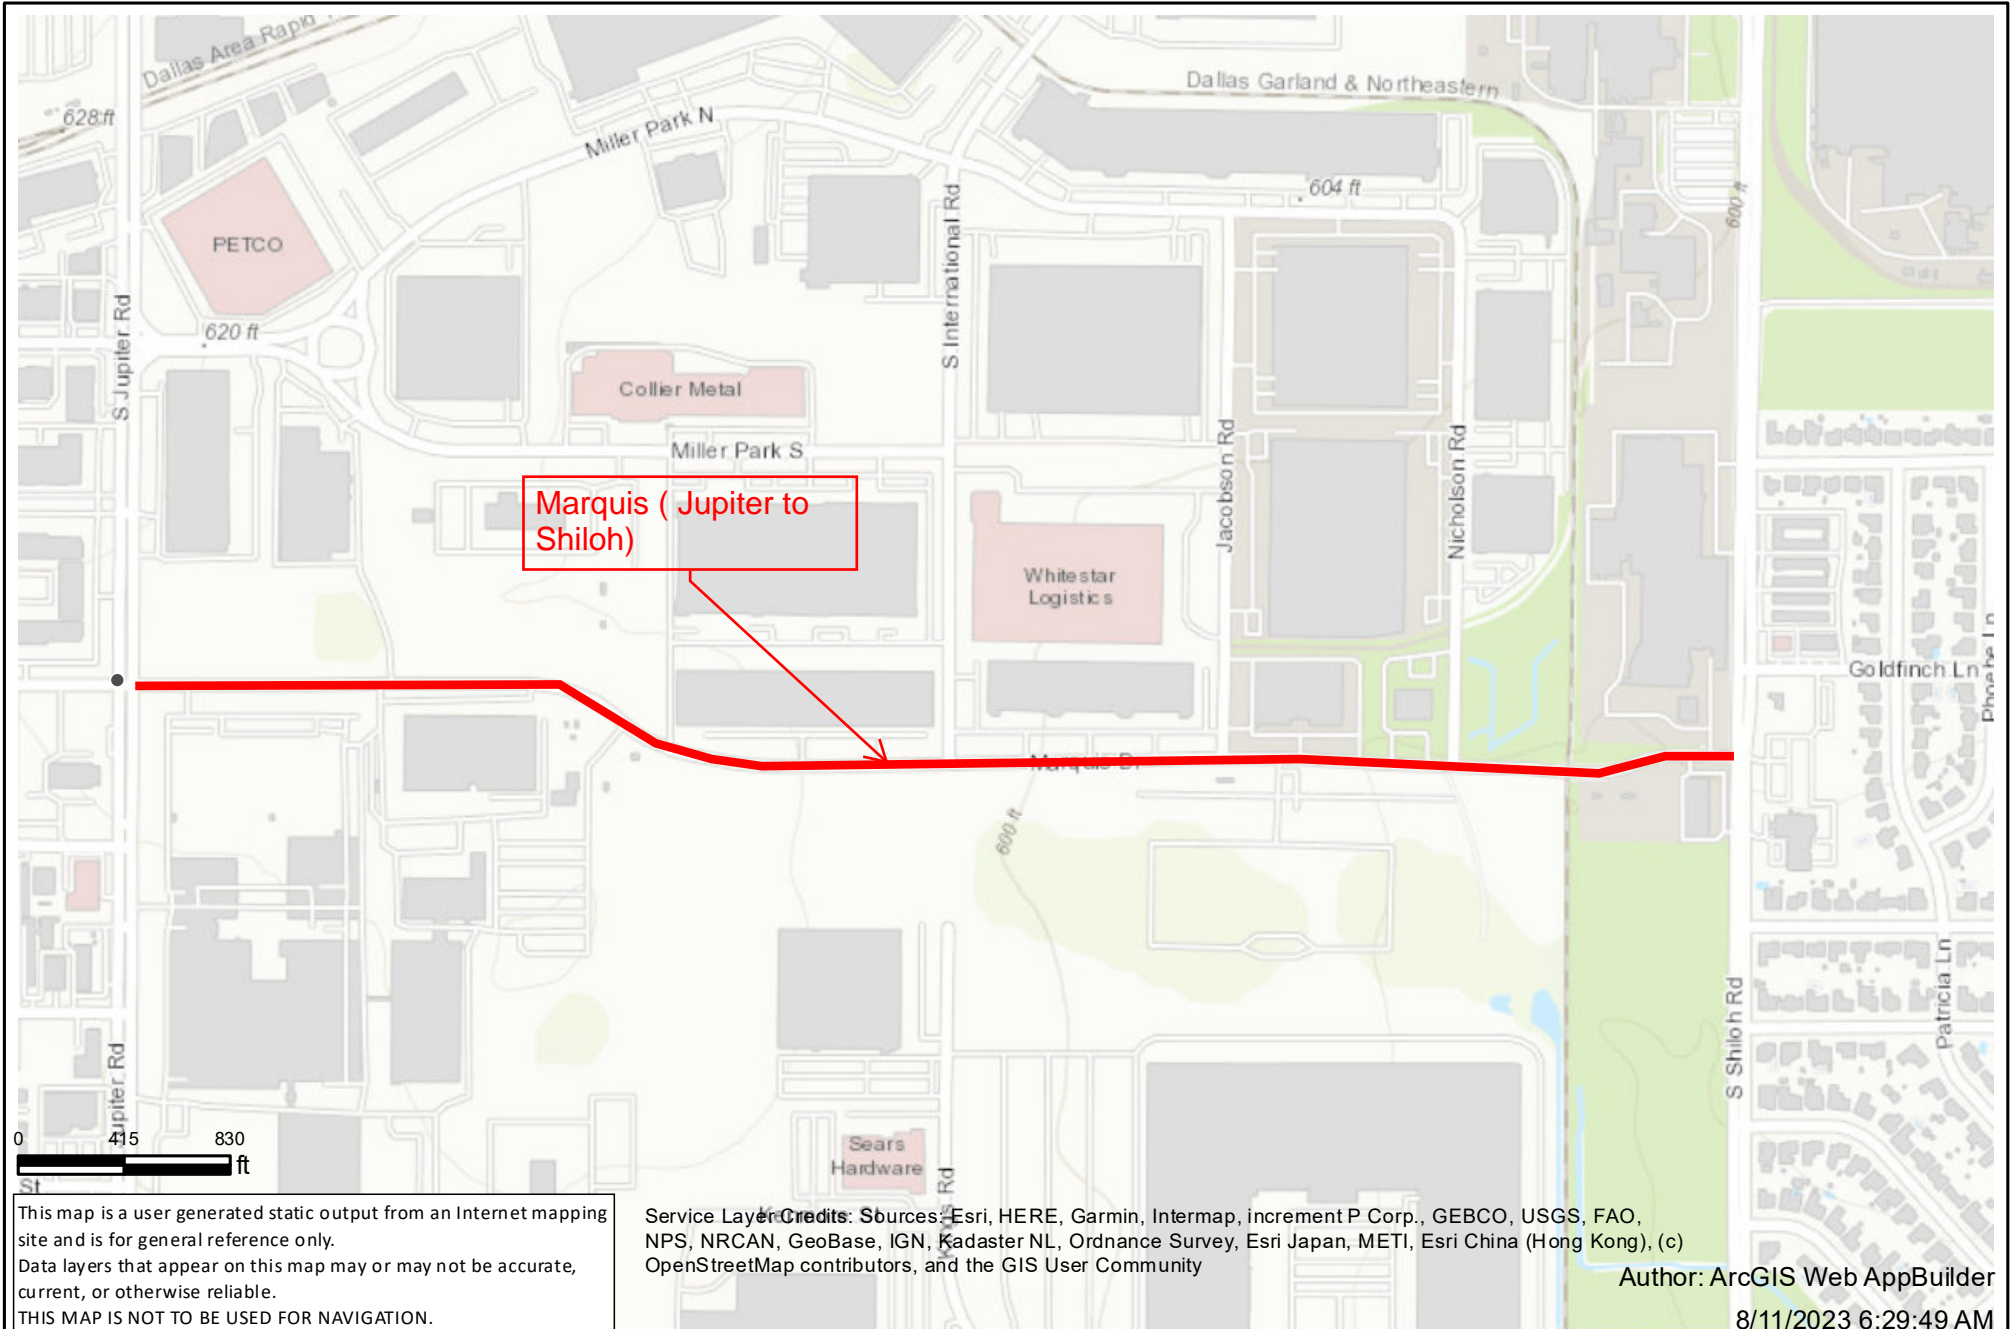 Dallas Area Rapid
Dallas Garland & Northeastern
628 ft
Miller Park N
604 ft
600 ft
PETCO
S International Rd
S Jupiter Rd
620 ft
Collier Metal
Jacobson Rd
Nicholson Rd
Miller Park S
Marquis ( Jupiter to
Shiloh)
Whitestar
Logistics
Goldfinch Ln
Phoebe Ln
Marquis Dr
600 ft
Patricia Ln
S Shiloh Rd
Jupiter Rd
0 415 830
ft
Sears
Hardware
St
Kings Rd
This map is a user generated static output from an Internet mapping
site and is for general reference only.
Data layers that appear on this map may or may not be accurate,
current, or otherwise reliable.
THIS MAP IS NOT TO BE USED FOR NAVIGATION.
Service Layer Credits: Sources: Esri, HERE, Garmin, Intermap, increment P Corp., GEBCO, USGS, FAO,
NPS, NRCAN, GeoBase, IGN, Kadaster NL, Ordnance Survey, Esri Japan, METI, Esri China (Hong Kong), (c)
OpenStreetMap contributors, and the GIS User Community
Author: ArcGIS Web AppBuilder
8/11/2023 6:29:49 AM